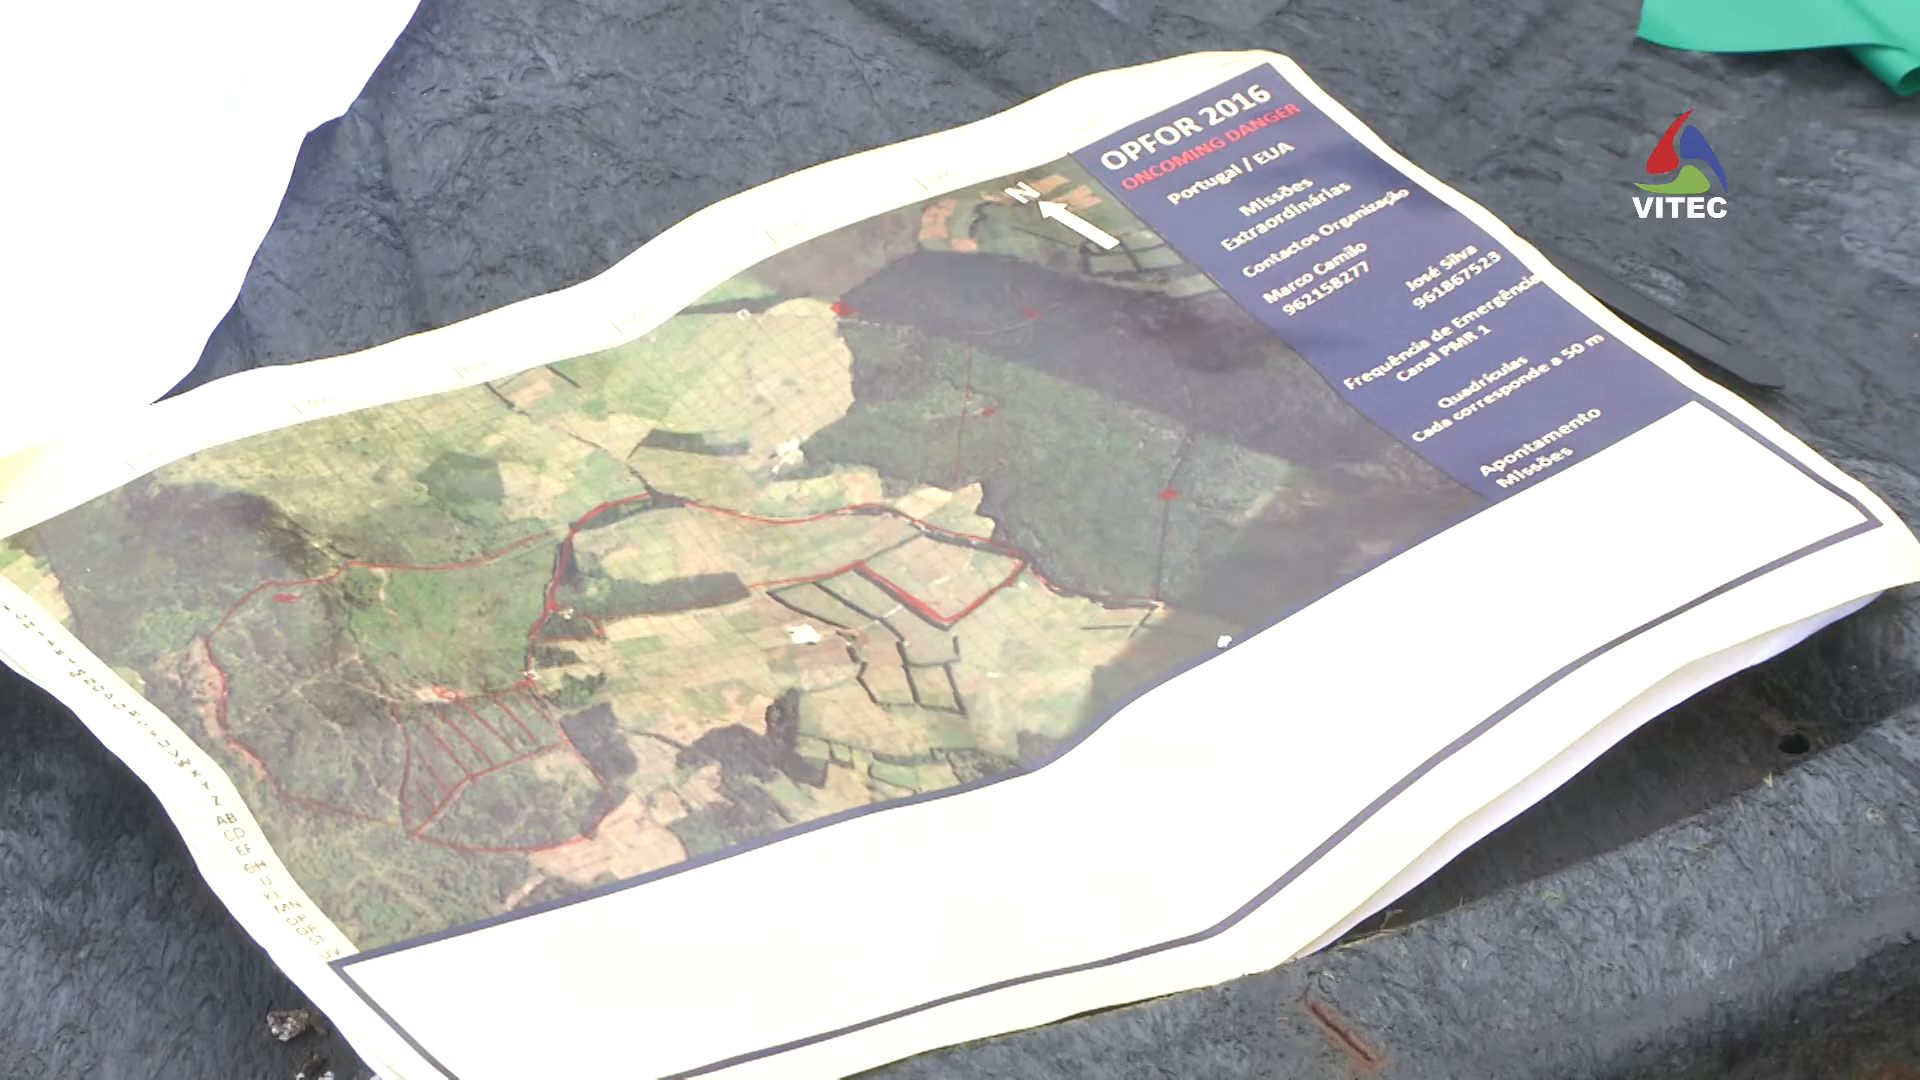 OPFOR 2016
ONCOMING DANGER
Portugal / EUA
Missões
Extraordinárias
Contactos Organização
Marco Camilo
962158277
José Silva
961867523
Frequência de Emergência
Canal PMR 1
Quadrículas
Cada corresponde a 50 m
Apontamento
Missões
N
VITEC